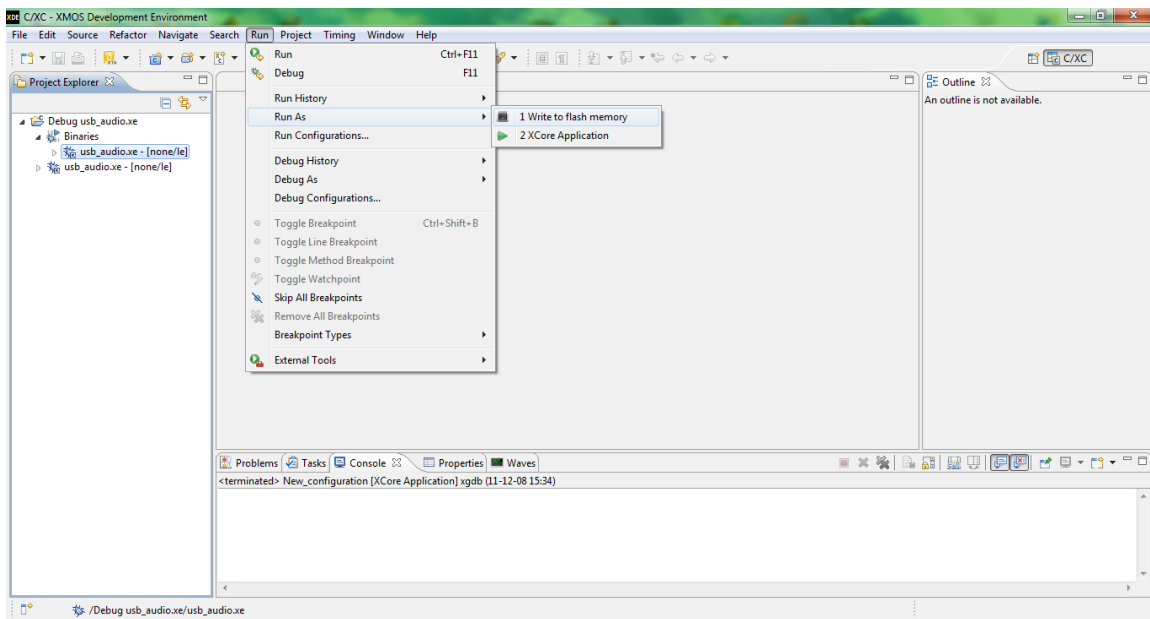 XDE C/XC - XMOS Development Environment
File Edit Source Refactor Navigate Search Run Project Timing Window Help
C/XC
Project Explorer
Debug usb_audio.xe
Binaries
usb_audio.xe - [none/le]
usb_audio.xe - [none/le]
Run Ctrl+F11
Debug F11
Run History
Run As
Run Configurations...
Debug History
Debug As
Debug Configurations...
Toggle Breakpoint Ctrl+Shift+B
Toggle Line Breakpoint
Toggle Method Breakpoint
Toggle Watchpoint
Skip All Breakpoints
Remove All Breakpoints
Breakpoint Types
External Tools
1 Write to flash memory
2 XCore Application
Outline
An outline is not available.
Problems Tasks Console Properties Waves
<terminated> New_configuration [XCore Application] xgdb (11-12-08 15:34)
/Debug usb_audio.xe/usb_audio.xe